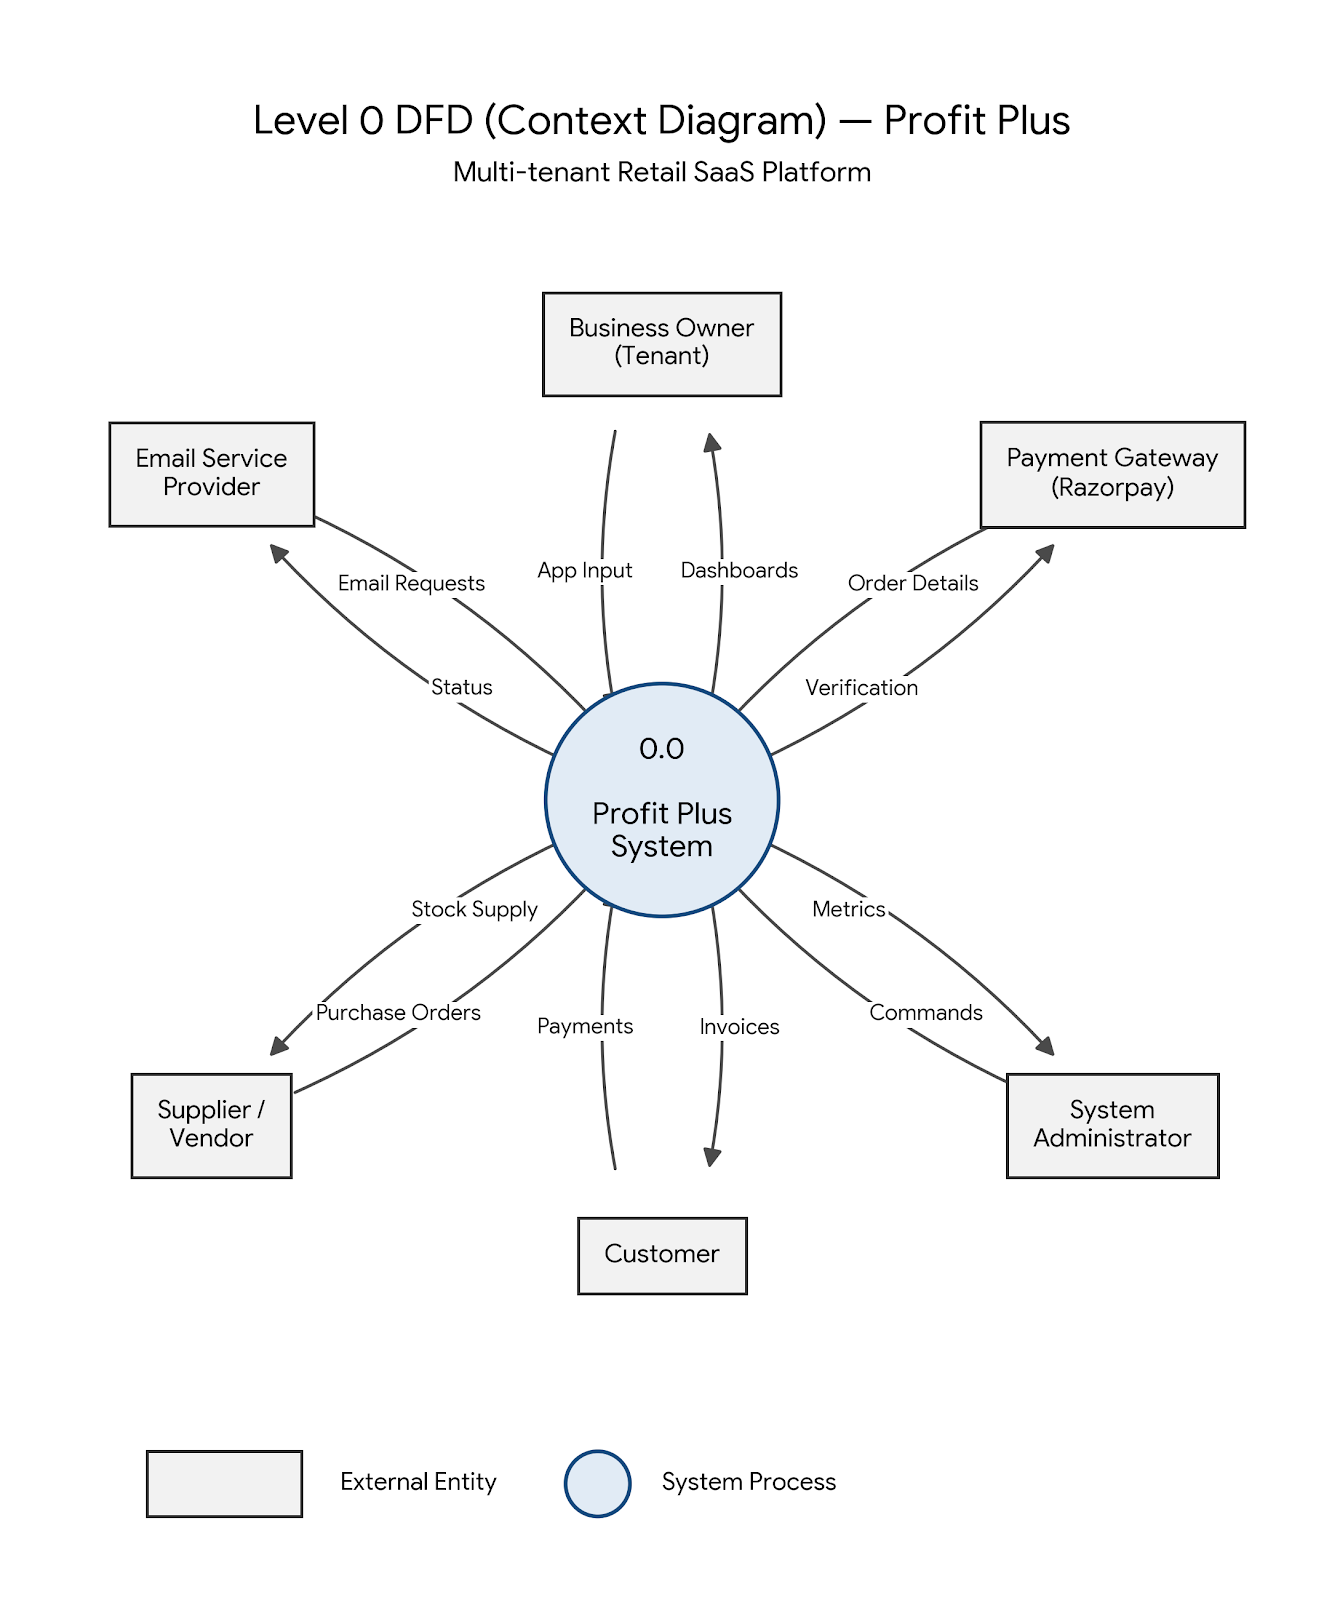 Level 0 DFD (Context Diagram) — Profit Plus
Multi-tenant Retail SaaS Platform
Business Owner
(Tenant)
Email Service
Provider
Payment Gateway
(Razorpay)
Email Requests
App Input
Dashboards
Order Details
Status
Verification
0.0
Profit Plus
System
Stock Supply
Metrics
Purchase Orders
Payments
Invoices
Commands
Supplier /
Vendor
System
Administrator
Customer
External Entity
System Process